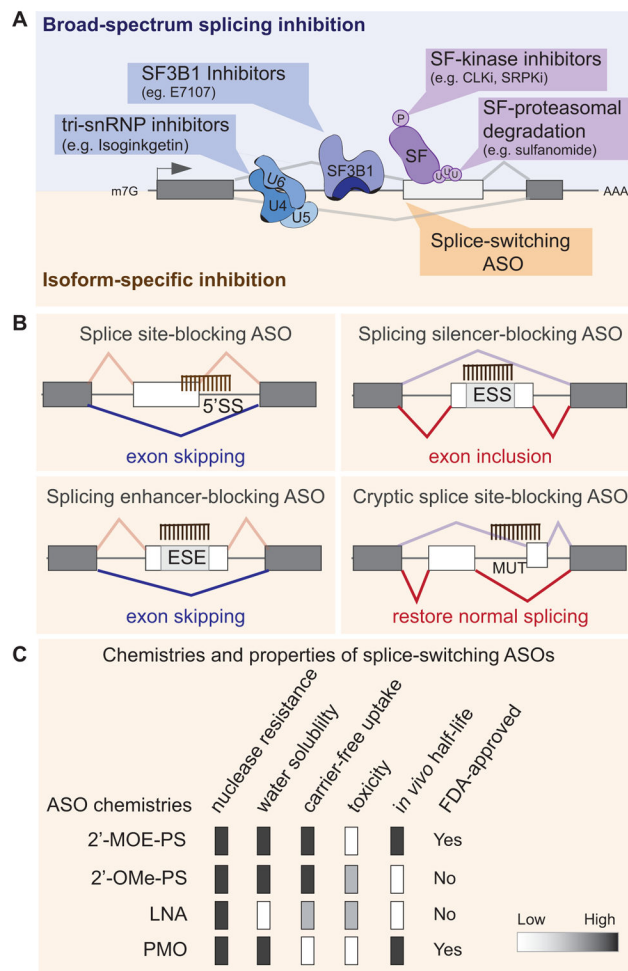 A
Broad-spectrum splicing inhibition
SF3B1 Inhibitors
(eg. E7107)
SF-kinase inhibitors
(e.g. CLKi, SRPKi)
tri-snRNP inhibitors
(e.g. Isoginkgetin)
SF-proteasomal
degradation
(e.g. sulfanomide)
P
SF
U U U
U6
U4
U5
SF3B1
m7G
AAA
Splice-switching
ASO
Isoform-specific inhibition
B
Splice site-blocking ASO
5'SS
exon skipping
Splicing silencer-blocking ASO
ESS
exon inclusion
Splicing enhancer-blocking ASO
ESE
exon skipping
Cryptic splice site-blocking ASO
MUT
restore normal splicing
C
Chemistries and properties of splice-switching ASOs
ASO chemistries
nuclease resistance
water solubility
carrier-free uptake
toxicity
in vivo half-life
FDA-approved
2'-MOE-PS
Yes
2'-OMe-PS
No
LNA
No
PMO
Yes
Low
High